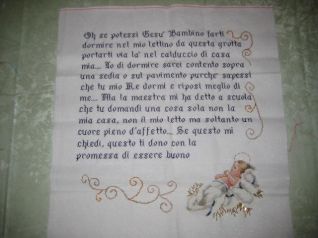 Oh se potessi Gesu' Bambino farti
dormire nel mio lettino da questa grotta
portarti via la' nel calduccio di casa
mia... Io di dormire sarei contento sopra
una sedia o sul pavimento purche' sapessi
che tu mio Re dormi e riposi meglio di
me... Ma la maestra mi ha detto a scuola
che tu domandi una cosa sola non la
mia casa, non il mio letto ma soltanto un
cuore pieno d'affetto... Se questo mi
chiedi, questo ti dono con la
promessa di essere buono